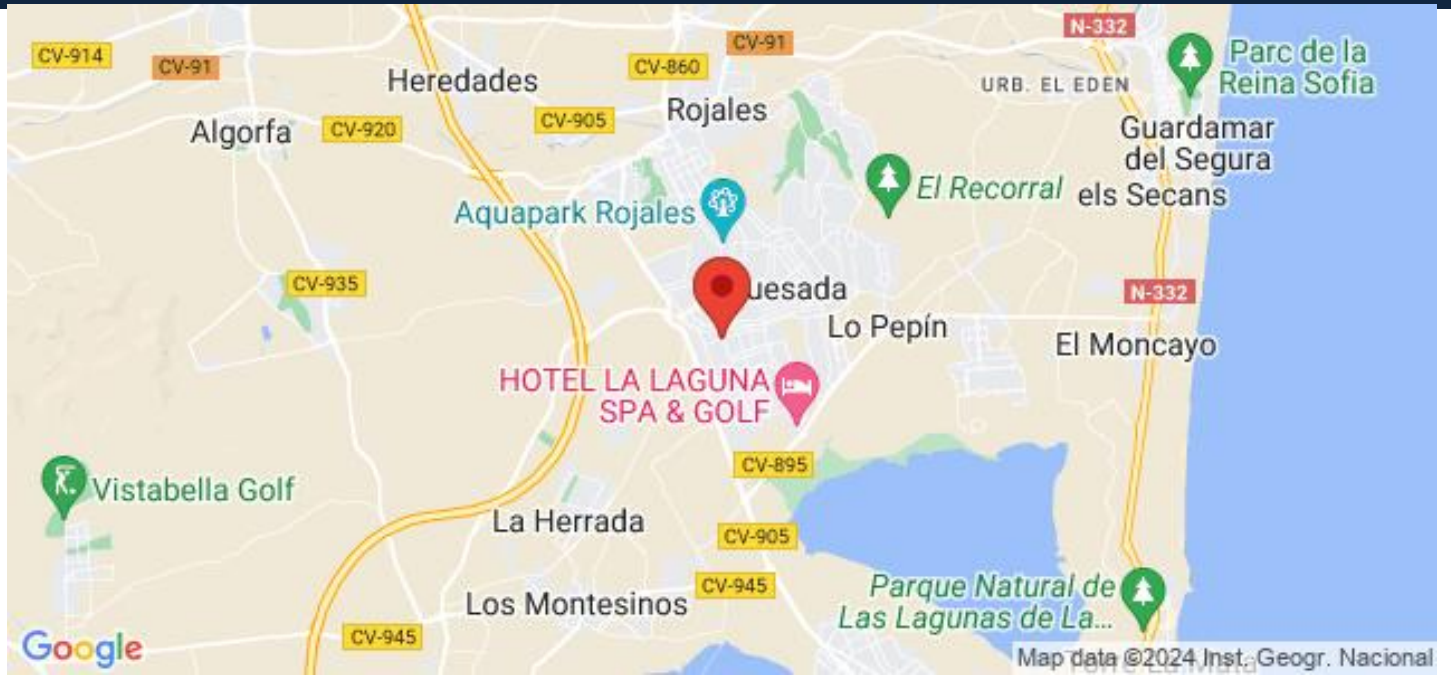 N-332
CV-914
CV-91
CV-860
CV-91
Parc de la
Reina Sofia
Heredades
URB. EL EDEN
Rojales
Algorfa
CV-920
CV-905
Guardamar
del Segura
El Recorral
els Secans
Aquapark Rojales
CV-935
uesada
N-332
Lo Pepín
El Moncayo
HOTEL LA LAGUNA
SPA & GOLF
CV-895
Vistabella Golf
La Herrada
CV-905
CV-945
Parque Natural de
Las Lagunas de La...
Los Montesinos
CV-945
Google
Map data ©2024 Inst. Geogr. Nacional